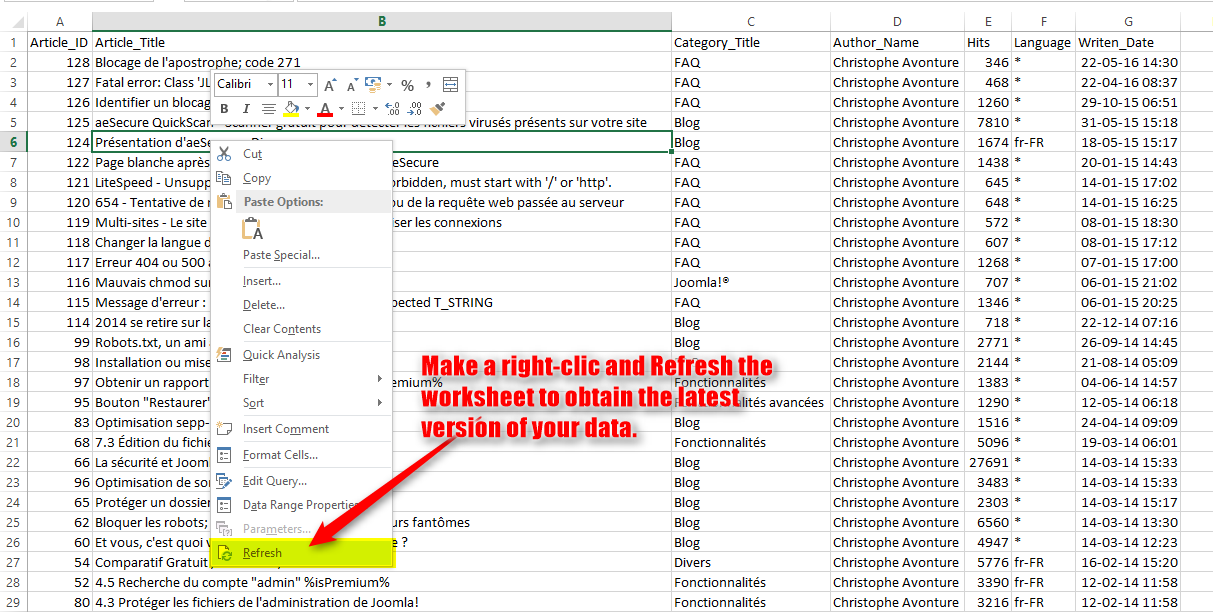 A B C D E F G
1 Article_ID Article_Title Category_Title Author_Name Hits Language Writen_Date
2 128 Blocage de l'apostrophe; code 271 FAQ Christophe Avonture 346 * 22-05-16 14:30
3 127 Fatal error: Class 'JL FAQ Christophe Avonture 468 * 22-04-16 08:37
4 126 Identifier un blocag FAQ Christophe Avonture 1260 * 29-10-15 06:51
5 125 aeSecure QuickScan - Scanner gratuit pour détecter les fichiers virusés présents sur votre site Blog Christophe Avonture 7810 * 31-05-15 15:18
6 124 Présentation d'aeSe Blog Christophe Avonture 1674 fr-FR 18-05-15 15:17
7 122 Page blanche après eSecure FAQ Christophe Avonture 1438 * 20-01-15 14:43
8 121 LiteSpeed - Unsupp orbidden, must start with '/' or 'http'. FAQ Christophe Avonture 645 * 14-01-15 17:02
9 120 654 - Tentative de r ou de la requête web passée au serveur FAQ Christophe Avonture 648 * 14-01-15 16:25
10 119 Multi-sites - Le site ser les connexions FAQ Christophe Avonture 572 * 08-01-15 18:30
11 118 Changer la langue d FAQ Christophe Avonture 607 * 08-01-15 17:12
12 117 Erreur 404 ou 500 a FAQ Christophe Avonture 1268 * 07-01-15 17:00
13 116 Mauvais chmod sur Joomla!® Christophe Avonture 707 * 06-01-15 21:02
14 115 Message d'erreur : pected T_STRING FAQ Christophe Avonture 1346 * 06-01-15 20:25
15 114 2014 se retire sur la Blog Christophe Avonture 718 * 22-12-14 07:16
16 99 Robots.txt, un ami Blog Christophe Avonture 2771 * 26-09-14 14:45
17 98 Installation ou mise Christophe Avonture 2144 * 21-08-14 05:09
18 97 Obtenir un rapport emium% Fonctionnalités Christophe Avonture 1383 * 04-06-14 14:57
19 95 Bouton "Restaurer" alités avancées Christophe Avonture 1290 * 12-05-14 06:18
20 83 Optimisation sepp- Blog Christophe Avonture 1516 * 24-04-14 09:09
21 68 7.3 Édition du fichie Fonctionnalités Christophe Avonture 5096 * 19-03-14 06:01
22 66 La sécurité et Joom Blog Christophe Avonture 27691 * 14-03-14 15:33
23 96 Optimisation de so Blog Christophe Avonture 3483 * 14-03-14 15:33
24 65 Protéger un dossier Blog Christophe Avonture 2303 * 14-03-14 15:17
25 62 Bloquer les robots; urs fantômes Blog Christophe Avonture 6560 * 14-03-14 13:30
26 60 Et vous, c'est quoi v e ? Blog Christophe Avonture 4947 * 14-03-14 12:23
27 54 Comparatif Gratuit Divers Christophe Avonture 5776 fr-FR 16-02-14 15:20
28 52 4.5 Recherche du compte "admin" %isPremium% Fonctionnalités Christophe Avonture 3390 fr-FR 12-02-14 11:58
29 80 4.3 Protéger les fichiers de l'administration de Joomla! Fonctionnalités Christophe Avonture 3216 fr-FR 12-02-14 11:58
Calibri 11 A A % ,
B I A .00 .00
Cut
Copy
Paste Options:
A
Paste Special...
Insert...
Delete...
Clear Contents
Quick Analysis
Filter
Sort
Insert Comment
Format Cells...
Edit Query...
Data Range Properties
Parameters...
Refresh
Make a right-clic and Refresh the
worksheet to obtain the latest
version of your data.